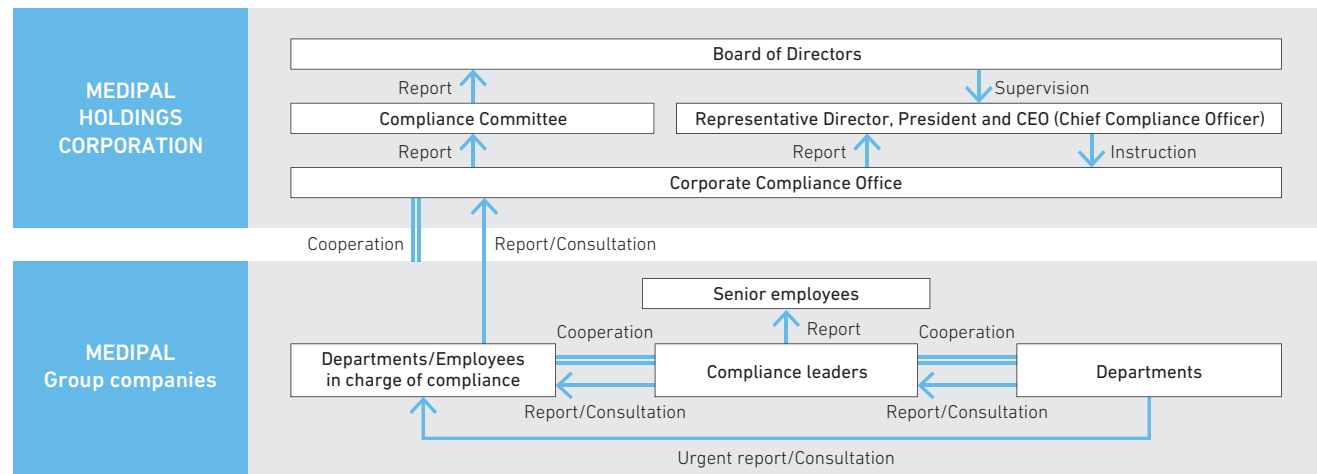 MEDIPAL
HOLDINGS
CORPORATION
Board of Directors
Report
Supervision
Compliance Committee
Representative Director, President and CEO (Chief Compliance Officer)
Report
Report
Instruction
Corporate Compliance Office
Cooperation
Report/Consultation
MEDIPAL
Group companies
Senior employees
Cooperation
Report
Cooperation
Departments/Employees
in charge of compliance
Compliance leaders
Departments
Report/Consultation
Report/Consultation
Urgent report/Consultation